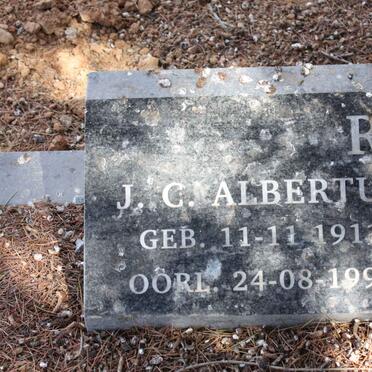 R
J. C. ALBERTU
GEB. 11-11 191
OORL. 24-08-199